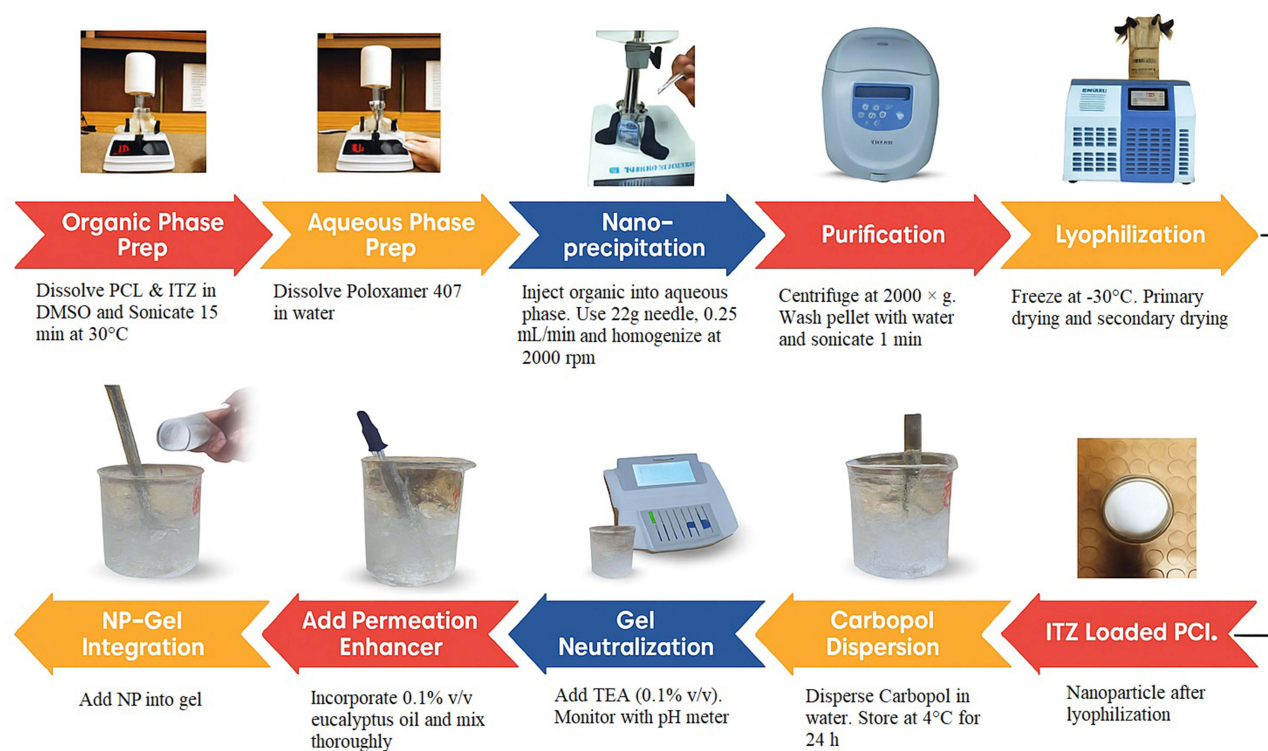 Organic Phase
Prep
Dissolve PCL & ITZ in
DMSO and Sonicate 15
min at 30°C
Aqueous Phase
Prep
Dissolve Poloxamer 407
in water
Nano-
precipitation
Inject organic into aqueous
phase. Use 22g needle, 0.25
mL/min and homogenize at
2000 rpm
Purification
Centrifuge at 2000 × g.
Wash pellet with water
and sonicate 1 min
Lyophilization
Freeze at -30°C. Primary
drying and secondary drying
ITZ Loaded PCl.
Nanoparticle after
lyophilization
Carbopol
Dispersion
Disperse Carbopol in
water. Store at 4°C for
24 h
Gel
Neutralization
Add TEA (0.1% v/v).
Monitor with pH meter
Add Permeation
Enhancer
Incorporate 0.1% v/v
eucalyptus oil and mix
thoroughly
NP-Gel
Integration
Add NP into gel